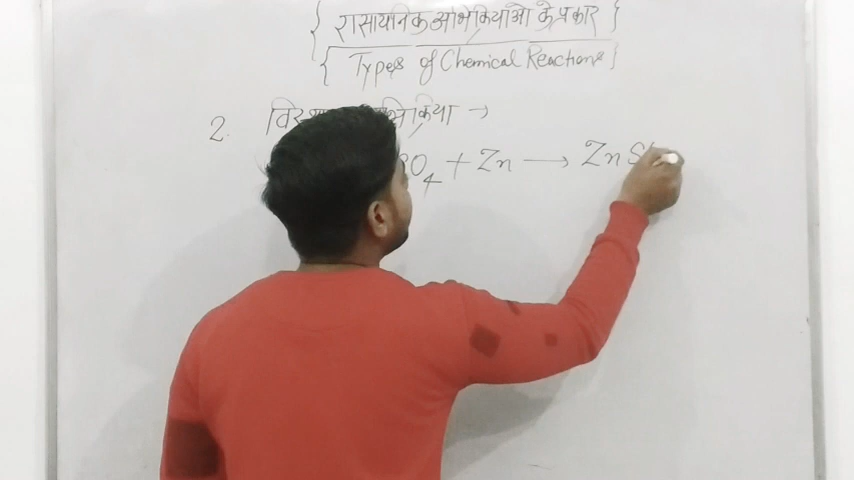 { रासायनिक अभिक्रियाओं के प्रकार }
{ Types of Chemical Reactions }
2. →
O₄ + Zn → Zn S